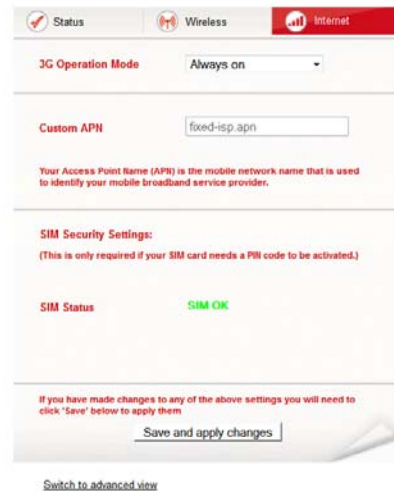 Status Wireless Internet
3G Operation Mode Always on
Custom APN fixed-isp.apn
Your Access Point Name (APN) is the mobile network name that is used
to identify your mobile broadband service provider.
SIM Security Settings:
(This is only required if your SIM card needs a PIN code to be activated.)
SIM Status SIM OK
If you have made changes to any of the above settings you will need to
click 'Save' below to apply them
Save and apply changes
Switch to advanced view